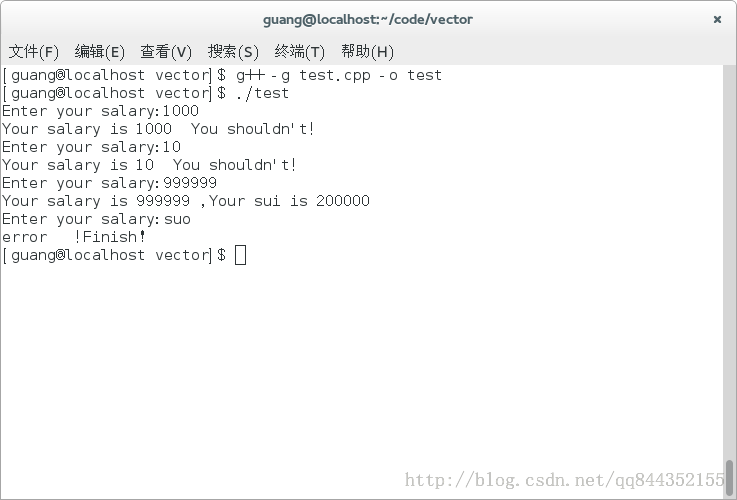 guang@localhost:~/code/vector ×
文件(F) 编辑(E) 查看(V) 搜索(S) 终端(T) 帮助(H)
[guang@localhost vector]$ g++ -g test.cpp -o test
[guang@localhost vector]$ ./test
Enter your salary:1000
Your salary is 1000  You shouldn't!
Enter your salary:10
Your salary is 10  You shouldn't!
Enter your salary:999999
Your salary is 999999 ,Your sui is 200000
Enter your salary:suo
error   !Finish!
[guang@localhost vector]$
http://blog.csdn.net/qq844352155